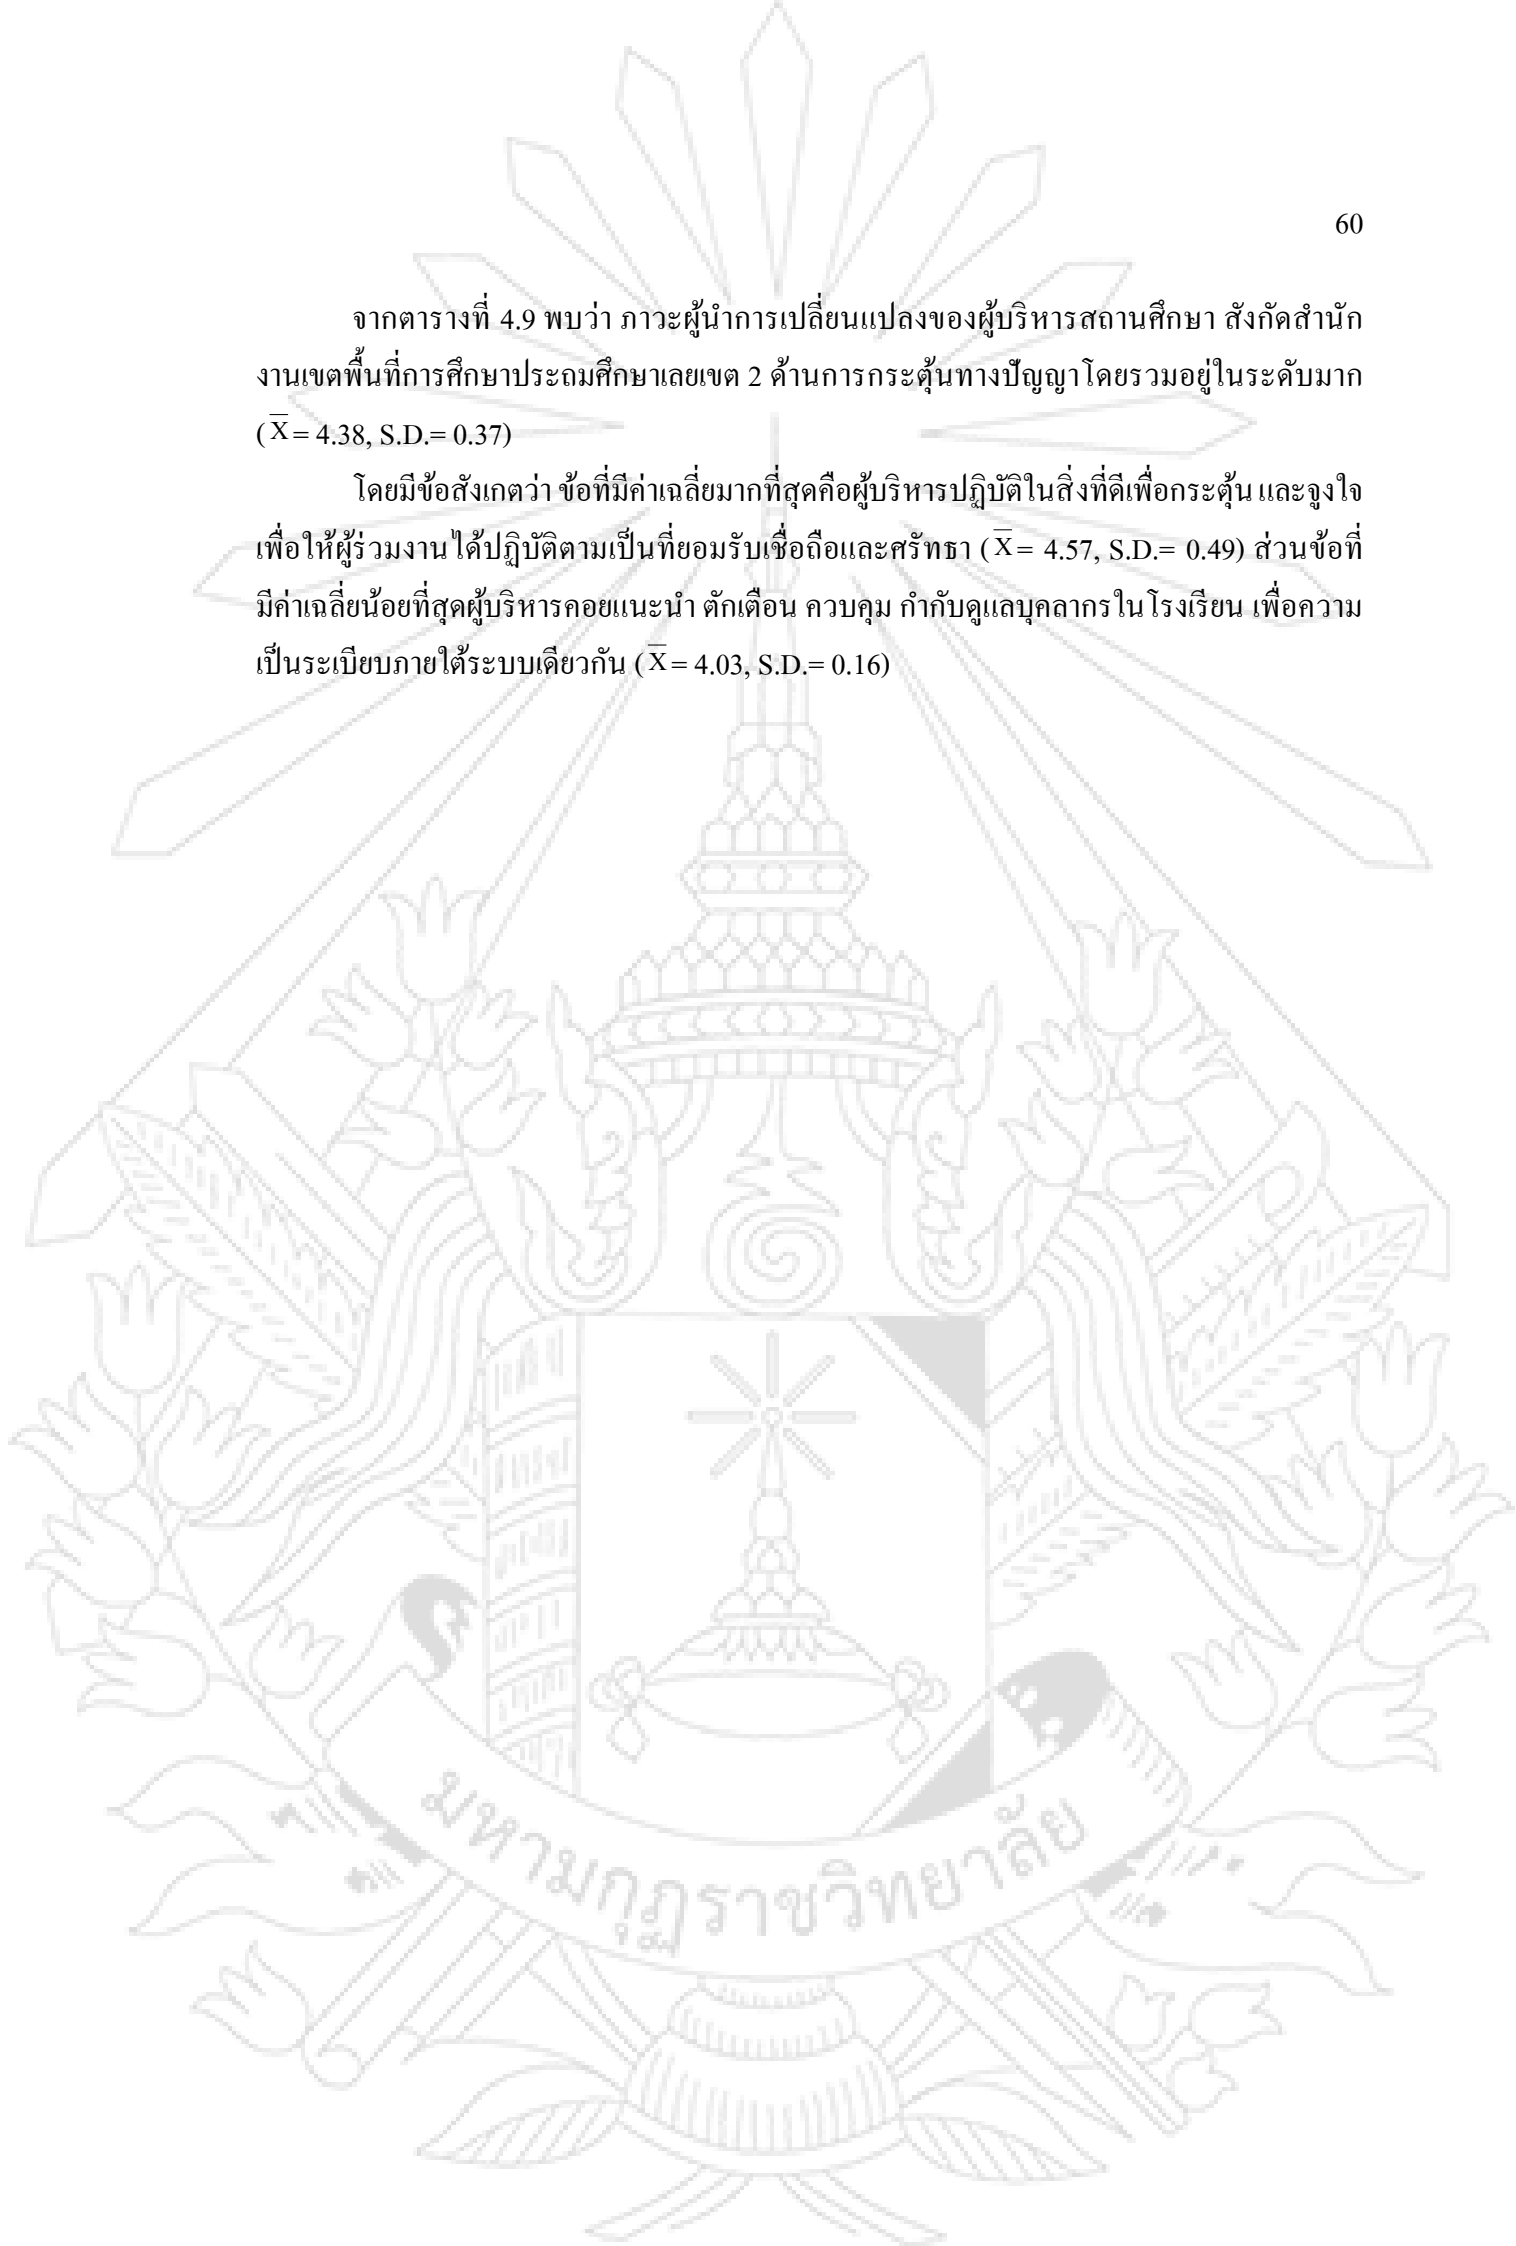 60
จากตารางที่ 4.9 พบว่า ภาวะผู้นำการเปลี่ยนแปลงของผู้บริหารสถานศึกษา สังกัดสำนัก
งานเขตพื้นที่การศึกษาประถมศึกษาเลยเขต 2 ด้านการกระตุ้นทางปัญญาโดยรวมอยู่ในระดับมาก
( X̅ = 4.38, S.D.= 0.37)
โดยมีข้อสังเกตว่า ข้อที่มีค่าเฉลี่ยมากที่สุดคือผู้บริหารปฏิบัติในสิ่งที่ดีเพื่อกระตุ้น และจูงใจ
เพื่อให้ผู้ร่วมงานได้ปฏิบัติตามเป็นที่ยอมรับเชื่อถือและศรัทธา ( X̅ = 4.57, S.D.= 0.49) ส่วนข้อที่
มีค่าเฉลี่ยน้อยที่สุดผู้บริหารคอยแนะนำ ตักเตือน ควบคุม กำกับดูแลบุคลากรในโรงเรียน เพื่อความ
เป็นระเบียบภายใต้ระบบเดียวกัน ( X̅ = 4.03, S.D.= 0.16)
มหามกุฏราชวิทยาลัย